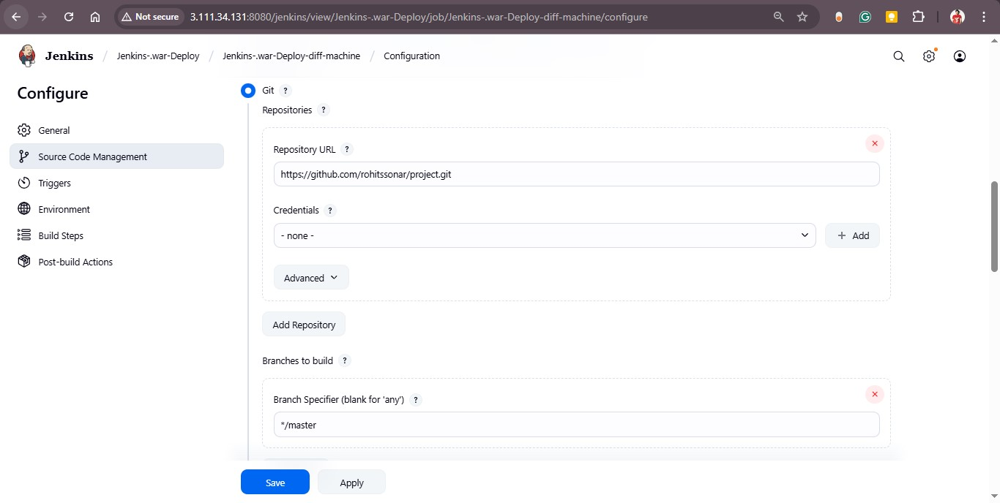 Not secure 3.111.34.131:8080/jenkins/view/Jenkins-.war-Deploy/job/Jenkins-.war-Deploy-diff-machine/configure
Jenkins / Jenkins-.war-Deploy / Jenkins-.war-Deploy-diff-machine / Configuration
Configure
General
Source Code Management
Triggers
Environment
Build Steps
Post-build Actions
Git ?
Repositories ?
Repository URL ?
https://github.com/rohitssonar/project.git
Credentials ?
- none -
+ Add
Advanced
Add Repository
Branches to build ?
Branch Specifier (blank for 'any') ?
*/master
Save
Apply